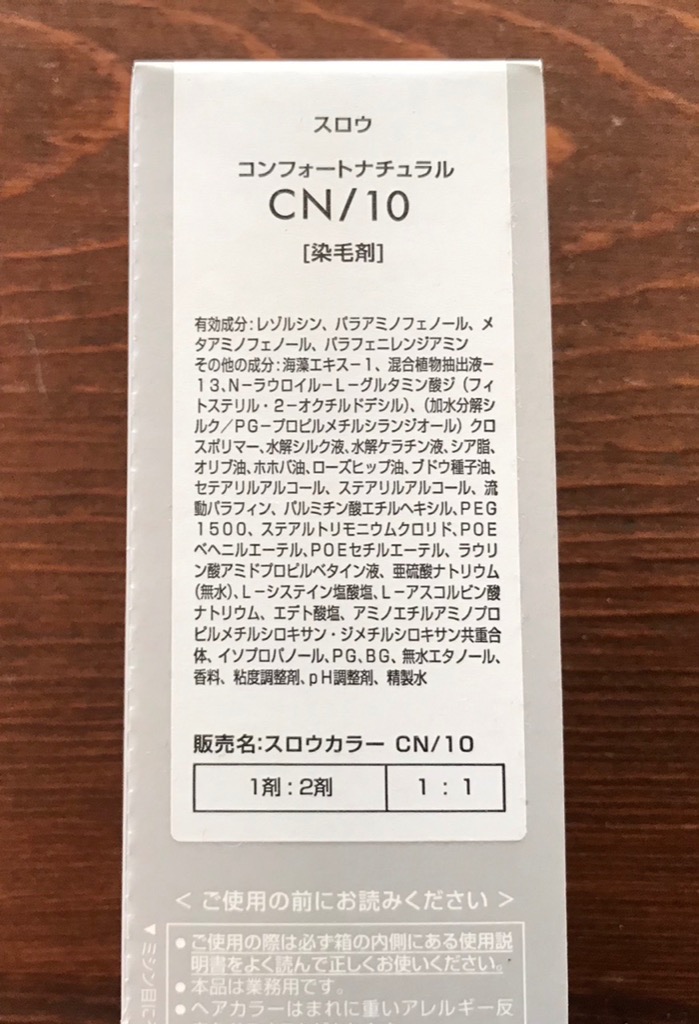 スロウ
コンフォートナチュラル
CN/10
[染毛剤]
有効成分:レゾルシン、パラアミノフェノール、メ
タアミノフェノール、パラフェニレンジアミン
その他の成分:海藻エキス−1、混合植物抽出液−
13、N−ラウロイル−L−グルタミン酸ジ(フィ
トステリル・2−オクチルドデシル)、(加水分解シ
ルク/PG−プロピルメチルシランジオール)クロ
スポリマー、水解シルク液、水解ケラチン液、シア脂、
オリブ油、ホホバ油、ローズヒップ油、ブドウ種子油、
セテアリルアルコール、ステアリルアルコール、流
動パラフィン、パルミチン酸エチルヘキシル、PEG
1500、ステアルトリモニウムクロリド、POE
ベヘニルエーテル、POEセチルエーテル、ラウリ
ン酸アミドプロピルベタイン液、亜硫酸ナトリウム
(無水)、L−システイン塩酸塩、L−アスコルビン酸
ナトリウム、エデト酸塩、アミノエチルアミノプロ
ピルメチルシロキサン・ジメチルシロキサン共重合
体、イソプロパノール、PG、BG、無水エタノール、
香料、粘度調整剤、pH調整剤、精製水
販売名:スロウカラー CN/10
1剤:2剤 1:1
< ご使用の前にお読みください >
●ご使用の際は必ず箱の内側にある使用説
明書をよく読んで正しくお使いください。
●本品は業務用です。
●ヘアカラーはまれに重いアレルギー反
▼ミシン目に